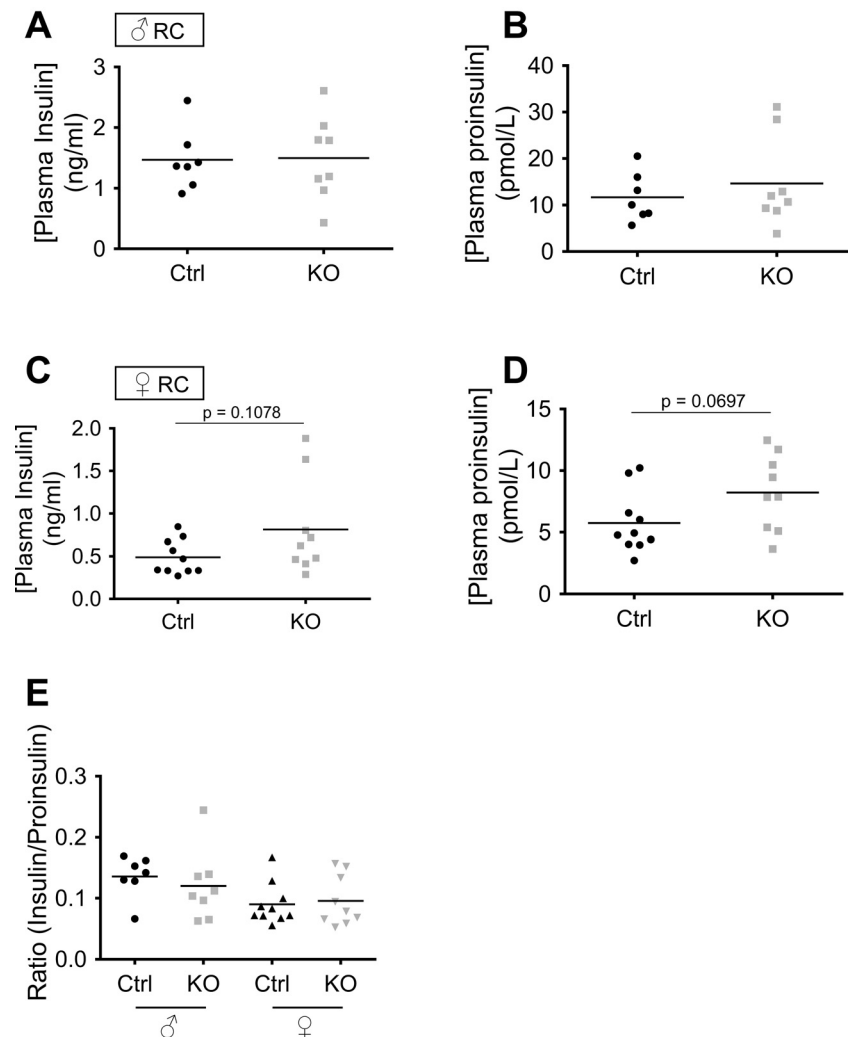 A
♂ RC
[Plasma Insulin]
(ng/ml)
3
2
1
0
Ctrl
KO
B
[Plasma proinsulin]
(pmol/L)
40
30
20
10
0
Ctrl
KO
C
♀ RC
p = 0.1078
[Plasma Insulin]
(ng/ml)
2.0
1.5
1.0
0.5
0.0
Ctrl
KO
D
p = 0.0697
[Plasma proinsulin]
(pmol/L)
15
10
5
0
Ctrl
KO
E
Ratio (Insulin/Proinsulin)
0.3
0.2
0.1
0.0
Ctrl
KO
Ctrl
KO
♂
♀